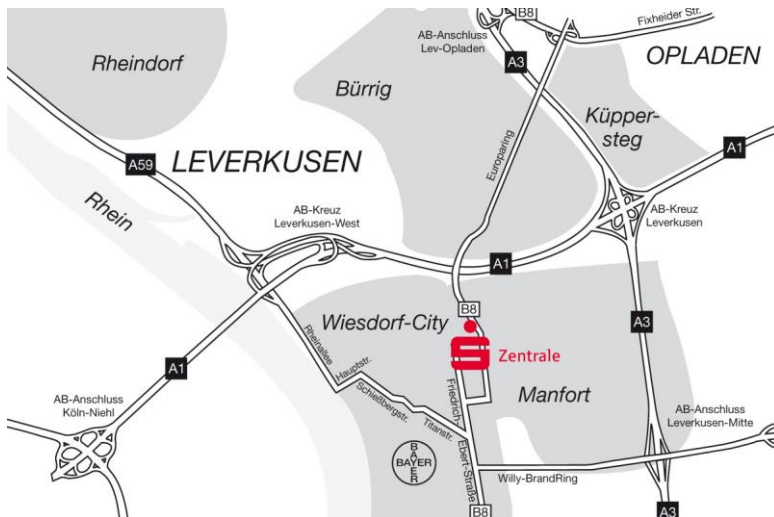 B8
Fixheider Str.
AB-Anschluss
Lev-Opladen
A3
OPLADEN
Rheindorf
Bürrig
Küpper-
steg
A1
Europaring
A59
LEVERKUSEN
Rhein
AB-Kreuz
Leverkusen-West
AB-Kreuz
Leverkusen
A1
B8
Wiesdorf-City
A3
Zentrale
Rheinallee
Hauptstr.
A1
Schießbergstr.
Friedrich-
Manfort
AB-Anschluss
Köln-Niehl
Titanstr.
AB-Anschluss
Leverkusen-Mitte
BAYER
BAYER
Ebert-Straße
Willy-BrandRing
B8
A3